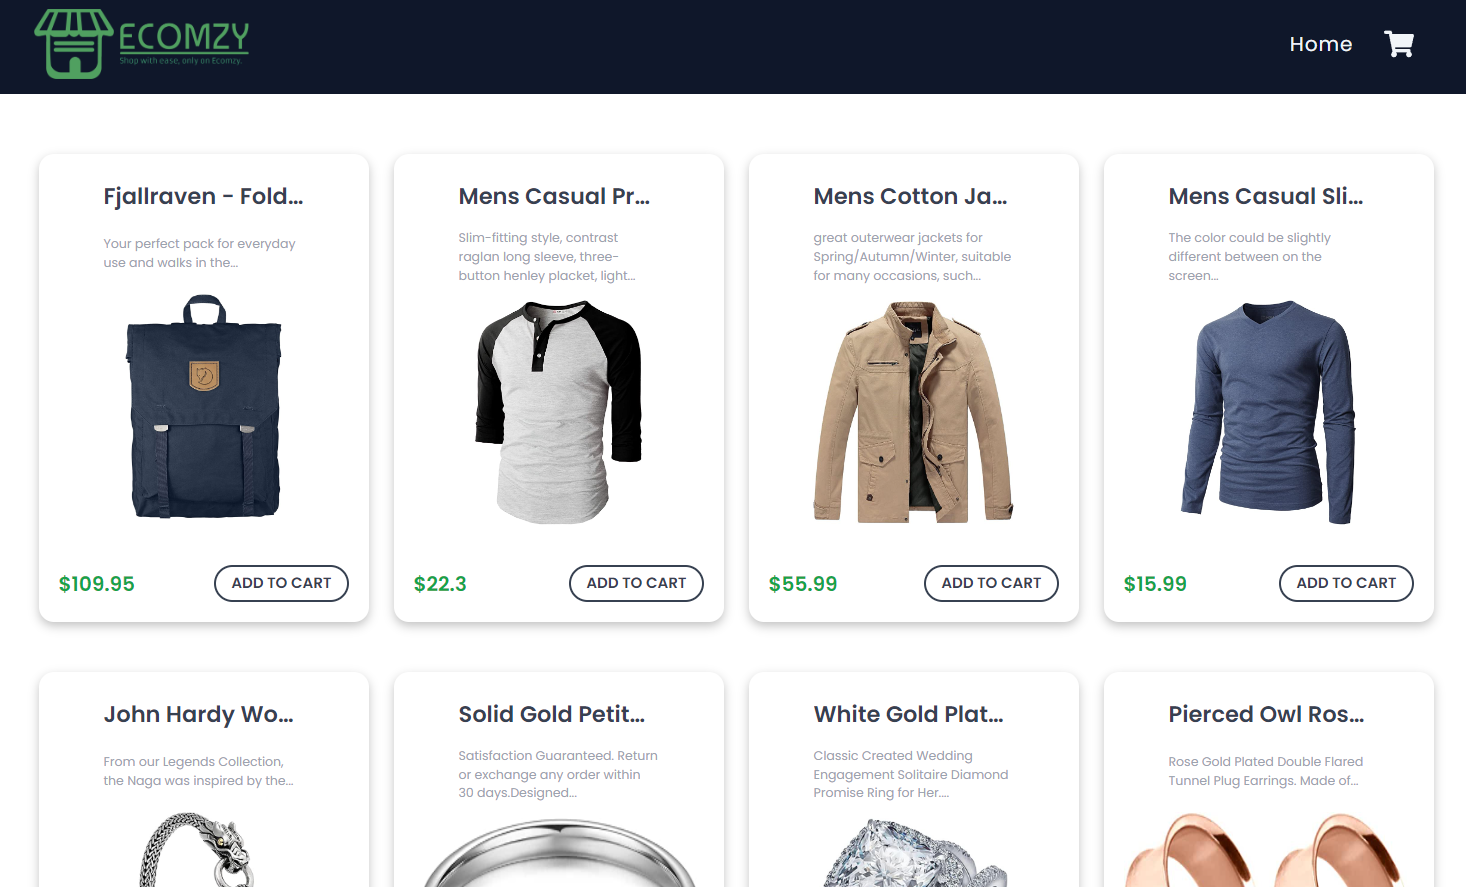 ECOMZY
Shop with ease, only on Ecomzy.
Home
Fjallraven - Fold...
Your perfect pack for everyday
use and walks in the...
$109.95
ADD TO CART
Mens Casual Pr...
Slim-fitting style, contrast
raglan long sleeve, three-
button henley placket, light...
$22.3
ADD TO CART
Mens Cotton Ja...
great outerwear jackets for
Spring/Autumn/Winter, suitable
for many occasions, such...
$55.99
ADD TO CART
Mens Casual Sli...
The color could be slightly
different between on the
screen...
$15.99
ADD TO CART
John Hardy Wo...
From our Legends Collection,
the Naga was inspired by the...
Solid Gold Petit...
Satisfaction Guaranteed. Return
or exchange any order within
30 days.Designed...
White Gold Plat...
Classic Created Wedding
Engagement Solitaire Diamond
Promise Ring for Her....
Pierced Owl Ros...
Rose Gold Plated Double Flared
Tunnel Plug Earrings. Made of...